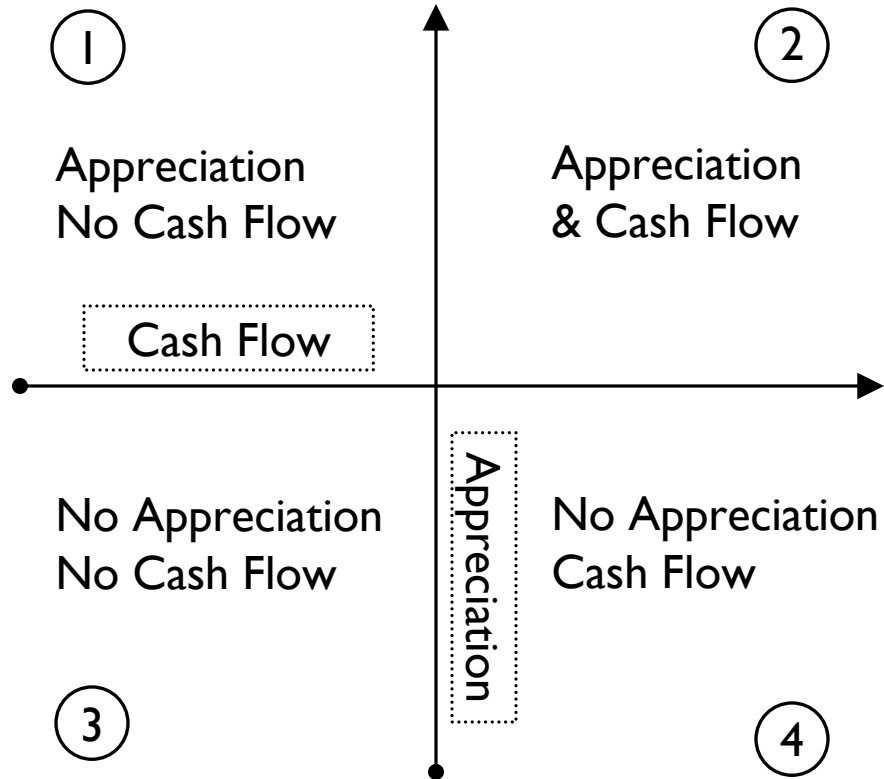 1
2
Appreciation
No Cash Flow
Appreciation
& Cash Flow
Cash Flow
Appreciation
No Appreciation
No Cash Flow
No Appreciation
Cash Flow
3
4